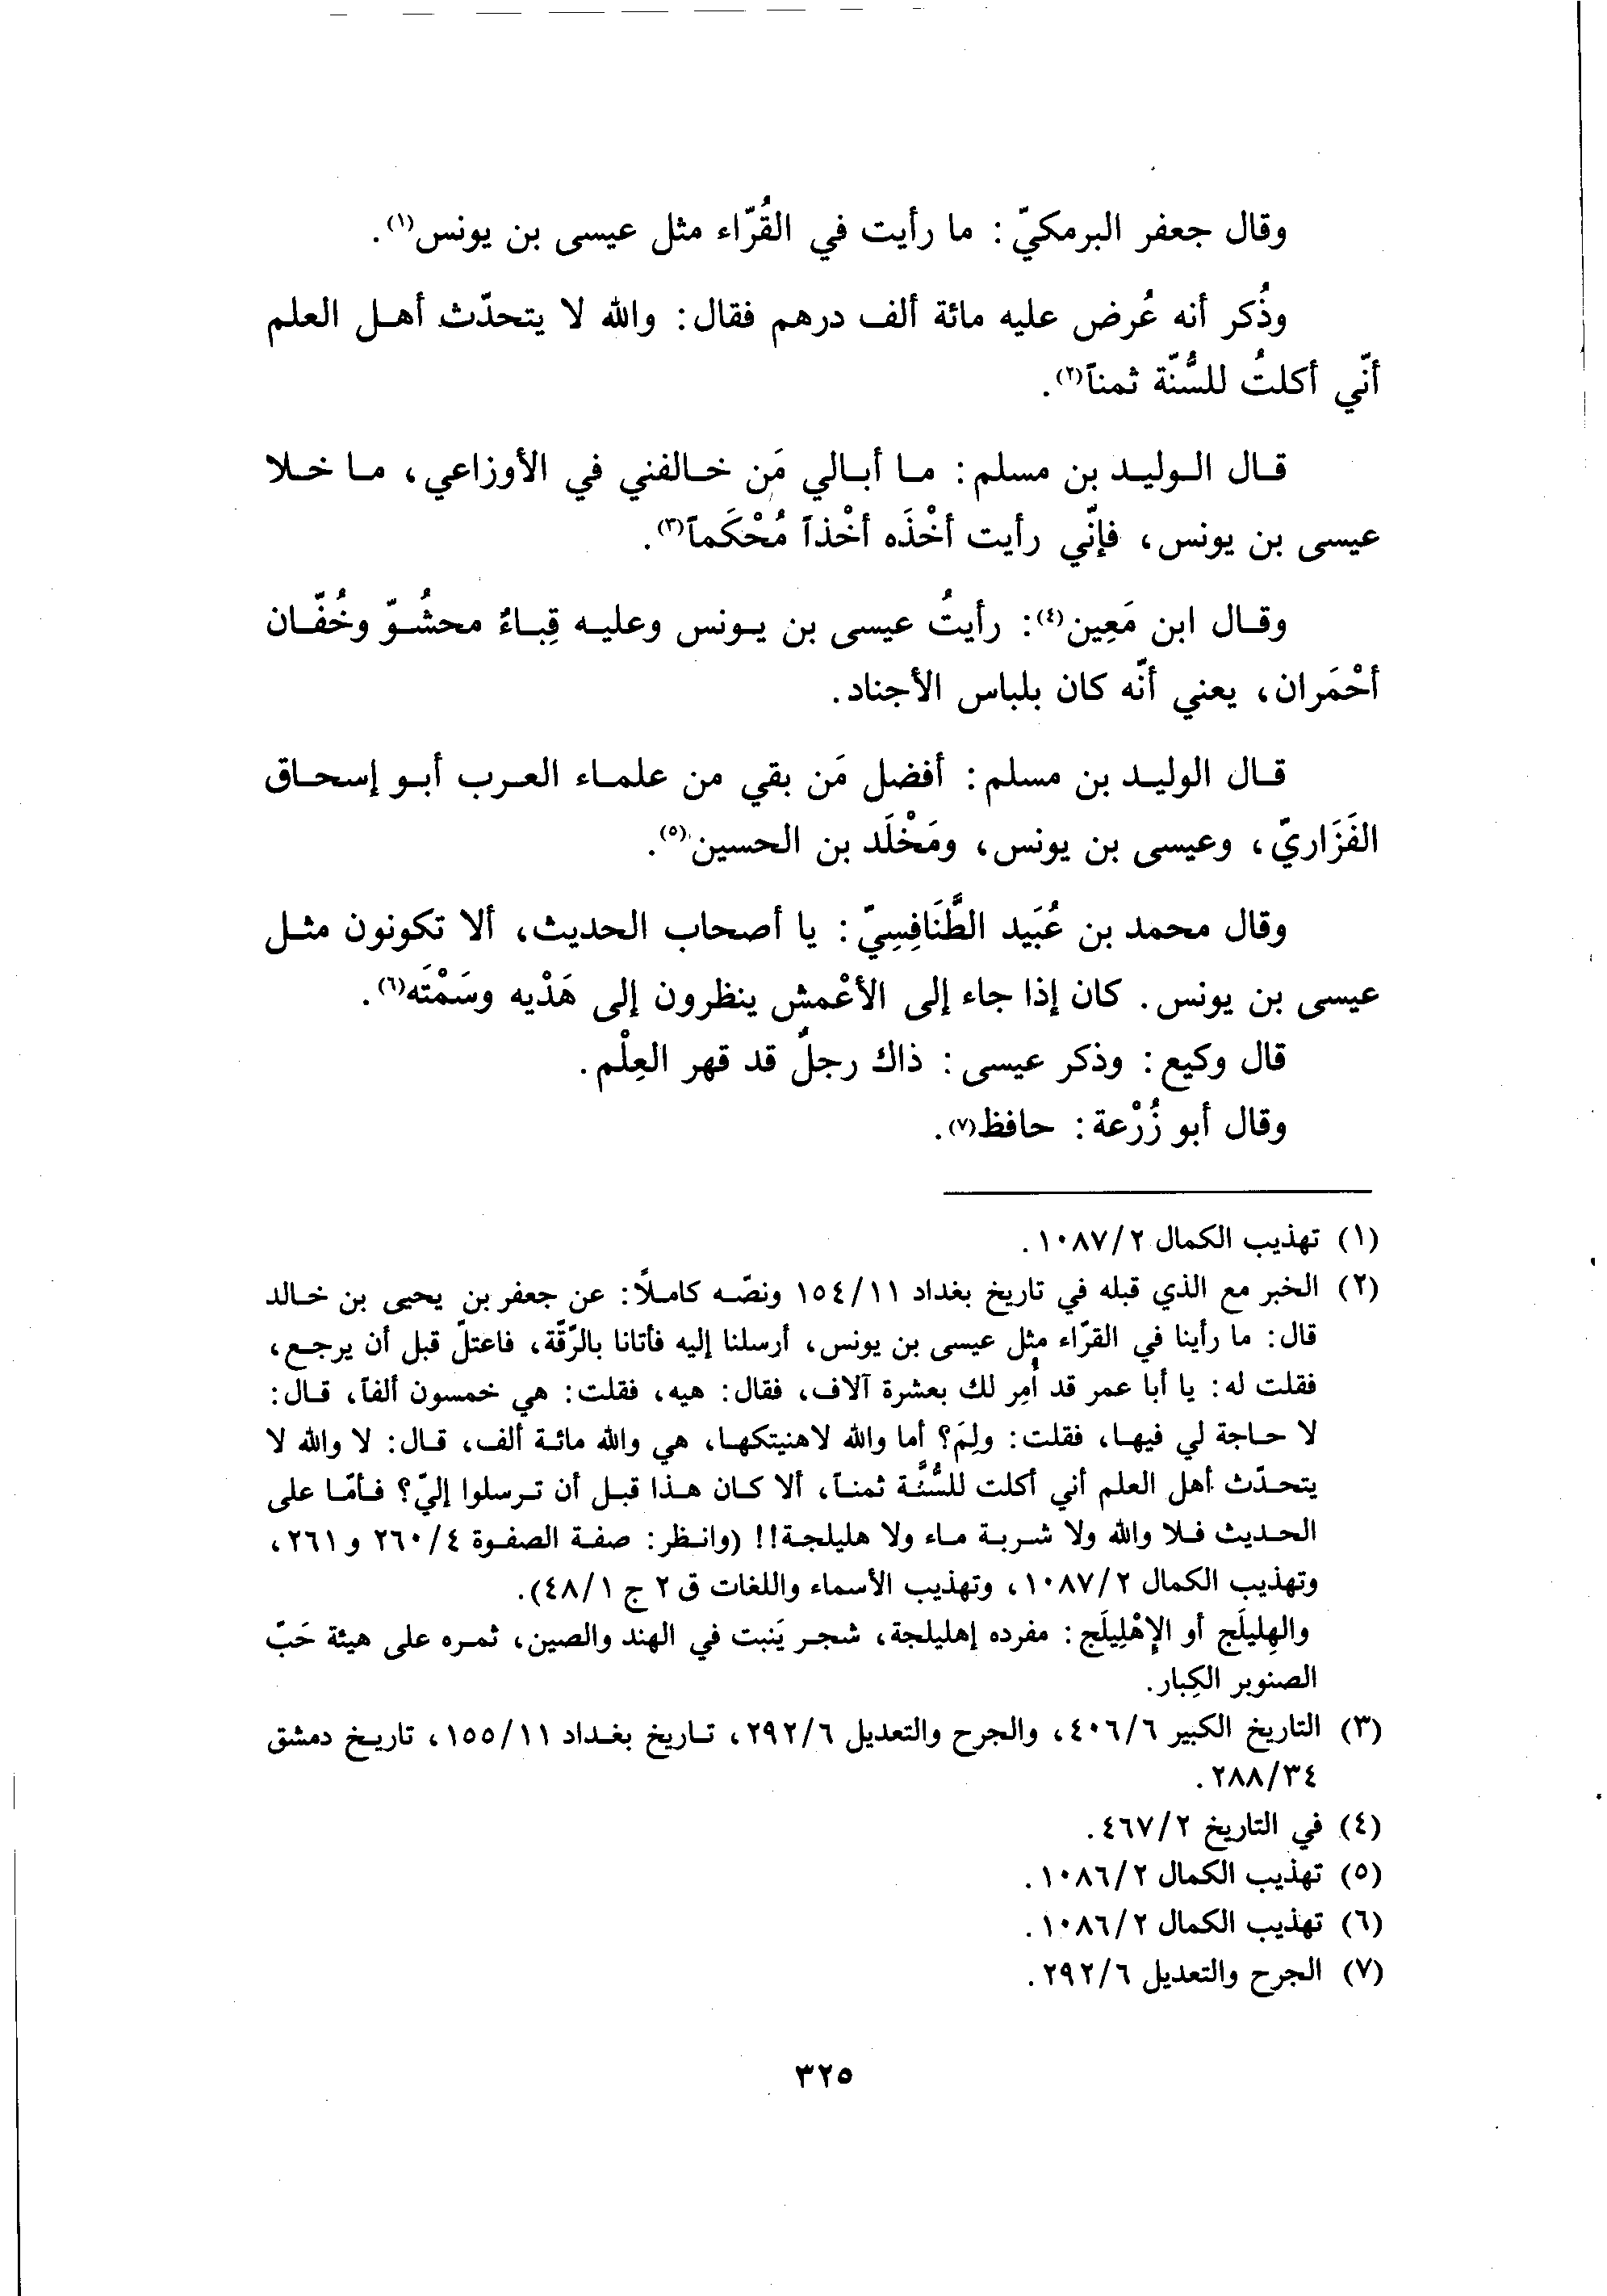 وقال جعفر البرمكيّ: ما رأيت في القُرّاء مثل عيسى بن يونس(١).
وذُكر أنه عُرض عليه مائة ألف درهم فقال: والله لا يتحدّث أهل العلم
أنّي أكلتُ للسُّنّة ثمناً(٢).
قال الوليد بن مسلم: ما أبالي مَن خالفني في الأوزاعي، ما خلا
عيسى بن يونس، فإنّي رأيت أخْذَه أخْذاً مُحْكَماً(٣).
وقال ابن مَعِين(٤): رأيتُ عيسى بن يونس وعليه قِباءٌ محشُوّ وخُفّان
أحْمَران، يعني أنّه كان بلباس الأجناد.
قال الوليد بن مسلم: أفضل مَن بقي من علماء العرب أبو إسحاق
الفَزَاريّ، وعيسى بن يونس، ومَخْلَد بن الحسين(٥).
وقال محمد بن عُبَيد الطَّنَافِسِيّ: يا أصحاب الحديث، ألا تكونون مثل
عيسى بن يونس. كان إذا جاء إلى الأعْمش ينظرون إلى هَدْيه وسَمْتَه(٦).
قال وكيع: وذكر عيسى: ذاك رجلٌ قد قهر العِلْم.
وقال أبو زُرْعة: حافظ(٧).
(١) تهذيب الكمال ١٠٨٧/٢.
(٢) الخبر مع الذي قبله في تاريخ بغداد ١٥٤/١١ ونصّه كاملًا: عن جعفر بن يحيى بن خالد
قال: ما رأينا في القرّاء مثل عيسى بن يونس، أرسلنا إليه فأتانا بالرّقّة، فاعتلّ قبل أن يرجع،
فقلت له: يا أبا عمر قد أُمِر لك بعشرة آلاف، فقال: هيه، فقلت: هي خمسون ألفاً، قال:
لا حاجة لي فيها، فقلت: ولِمَ؟ أما والله لاهنيتكها، هي والله مائة ألف، قال: لا والله لا
يتحدّث أهل العلم أني أكلت للسُّنَّة ثمناً، ألا كان هذا قبل أن ترسلوا إليّ؟ فأمّا على
الحديث فلا والله ولا شربة ماء ولا هليلجة!! (وانظر: صفة الصفوة ٢٦٠/٤ و٢٦١،
وتهذيب الكمال ١٠٨٧/٢، وتهذيب الأسماء واللغات ق ٢ ج ٤٨/١).
والهِليلَج أو الإهْلِيلَج: مفرده إهليلجة، شجر يَنبت في الهند والصين، ثمره على هيئة حَبّ
الصنوبر الكِبار.
(٣) التاريخ الكبير ٤٠٦/٦، والجرح والتعديل ٢٩٢/٦، تاريخ بغداد ١٥٥/١١، تاريخ دمشق
٢٨٨/٣٤.
(٤) في التاريخ ٤٦٧/٢.
(٥) تهذيب الكمال ١٠٨٦/٢.
(٦) تهذيب الكمال ١٠٨٦/٢.
(٧) الجرح والتعديل ٢٩٢/٦.
٣٢٥